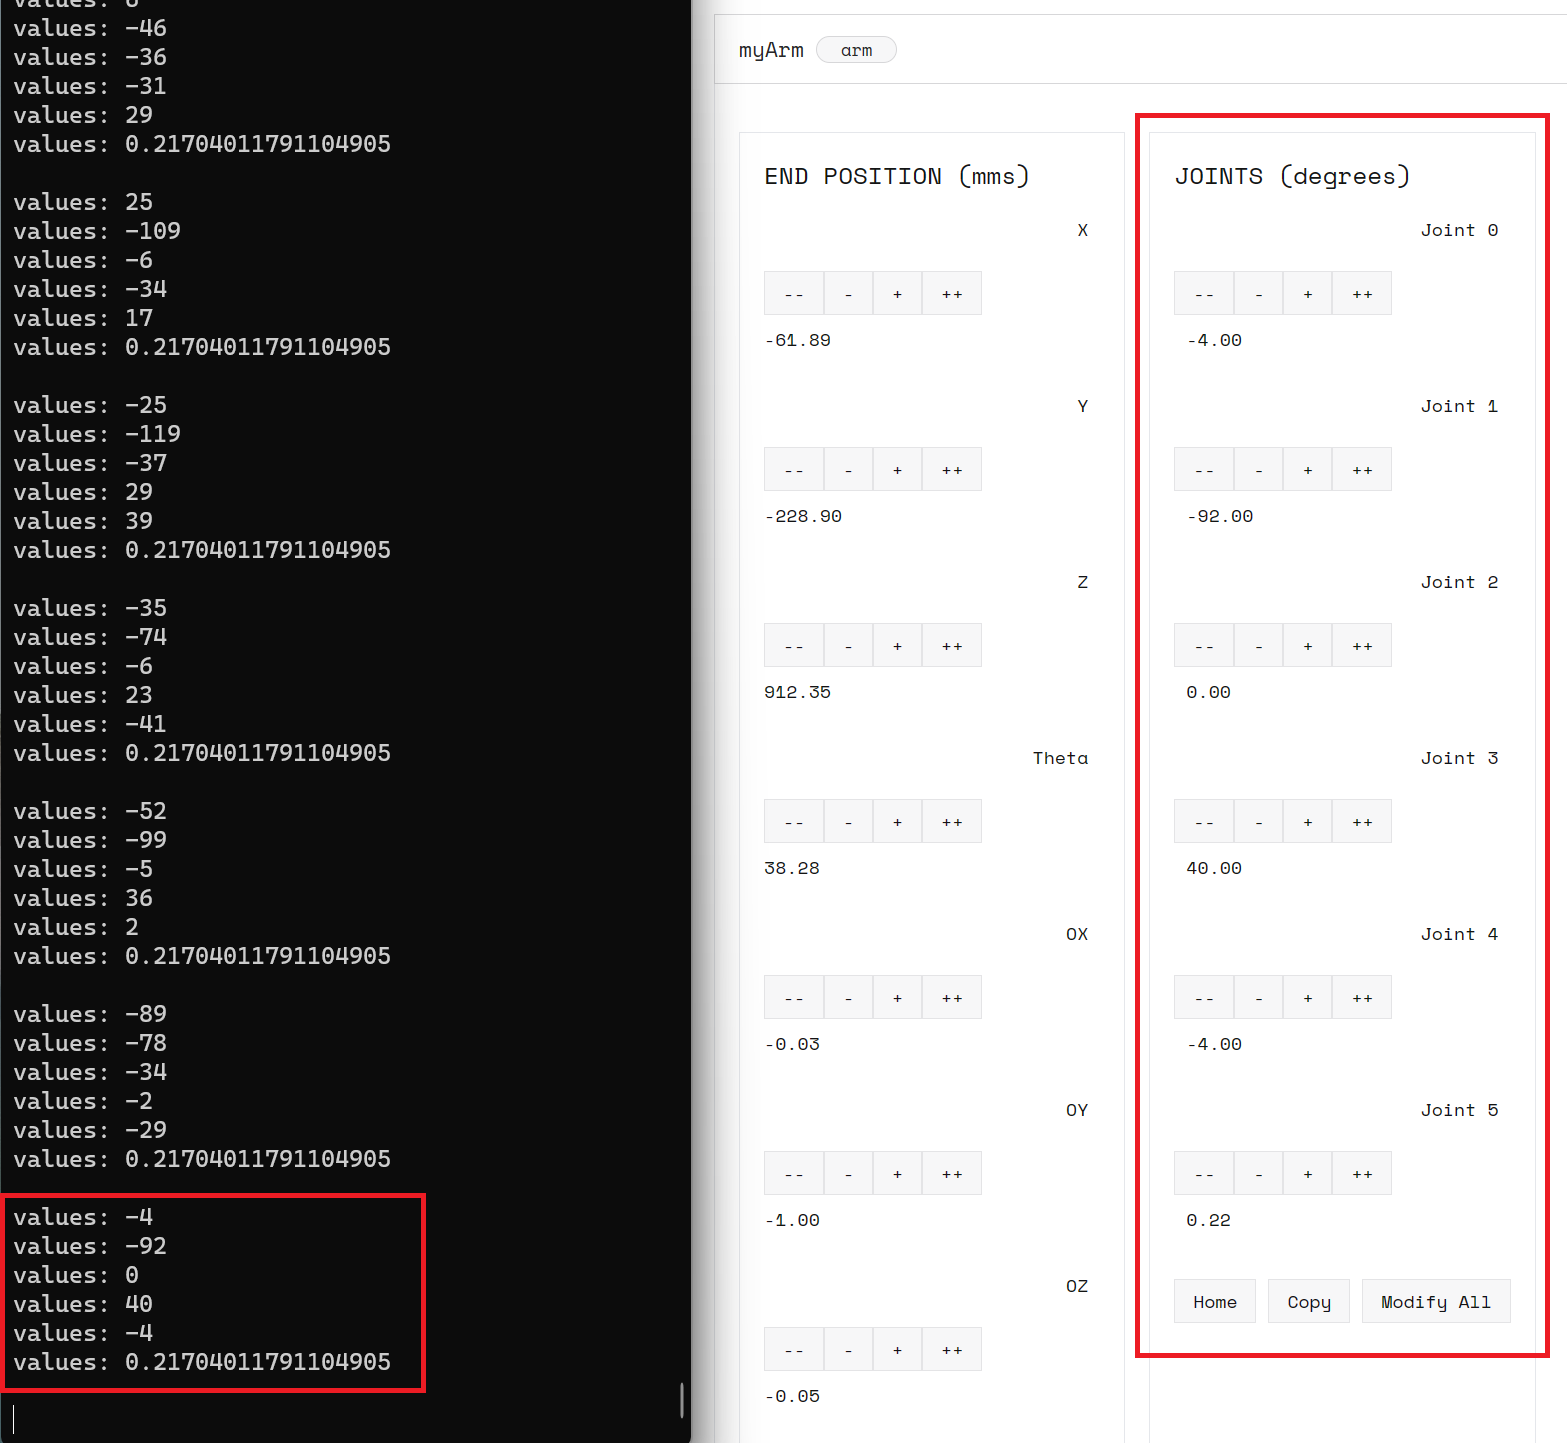 values: -46
values: -36
values: -31
values: 29
values: 0.21704011791104905
values: 25
values: -109
values: -6
values: -34
values: 17
values: 0.21704011791104905
values: -25
values: -119
values: -37
values: 29
values: 39
values: 0.21704011791104905
values: -35
values: -74
values: -6
values: 23
values: -41
values: 0.21704011791104905
values: -52
values: -99
values: -5
values: 36
values: 2
values: 0.21704011791104905
values: -89
values: -78
values: -34
values: -2
values: -29
values: 0.21704011791104905
values: -4
values: -92
values: 0
values: 40
values: -4
values: 0.21704011791104905
myArm arm
END POSITION (mms)
X
-- - + ++
-61.89
Y
-- - + ++
-228.90
Z
-- - + ++
912.35
Theta
-- - + ++
38.28
OX
-- - + ++
-0.03
OY
-- - + ++
-1.00
OZ
-- - + ++
-0.05
JOINTS (degrees)
Joint 0
-- - + ++
-4.00
Joint 1
-- - + ++
-92.00
Joint 2
-- - + ++
0.00
Joint 3
-- - + ++
40.00
Joint 4
-- - + ++
-4.00
Joint 5
-- - + ++
0.22
Home Copy Modify All